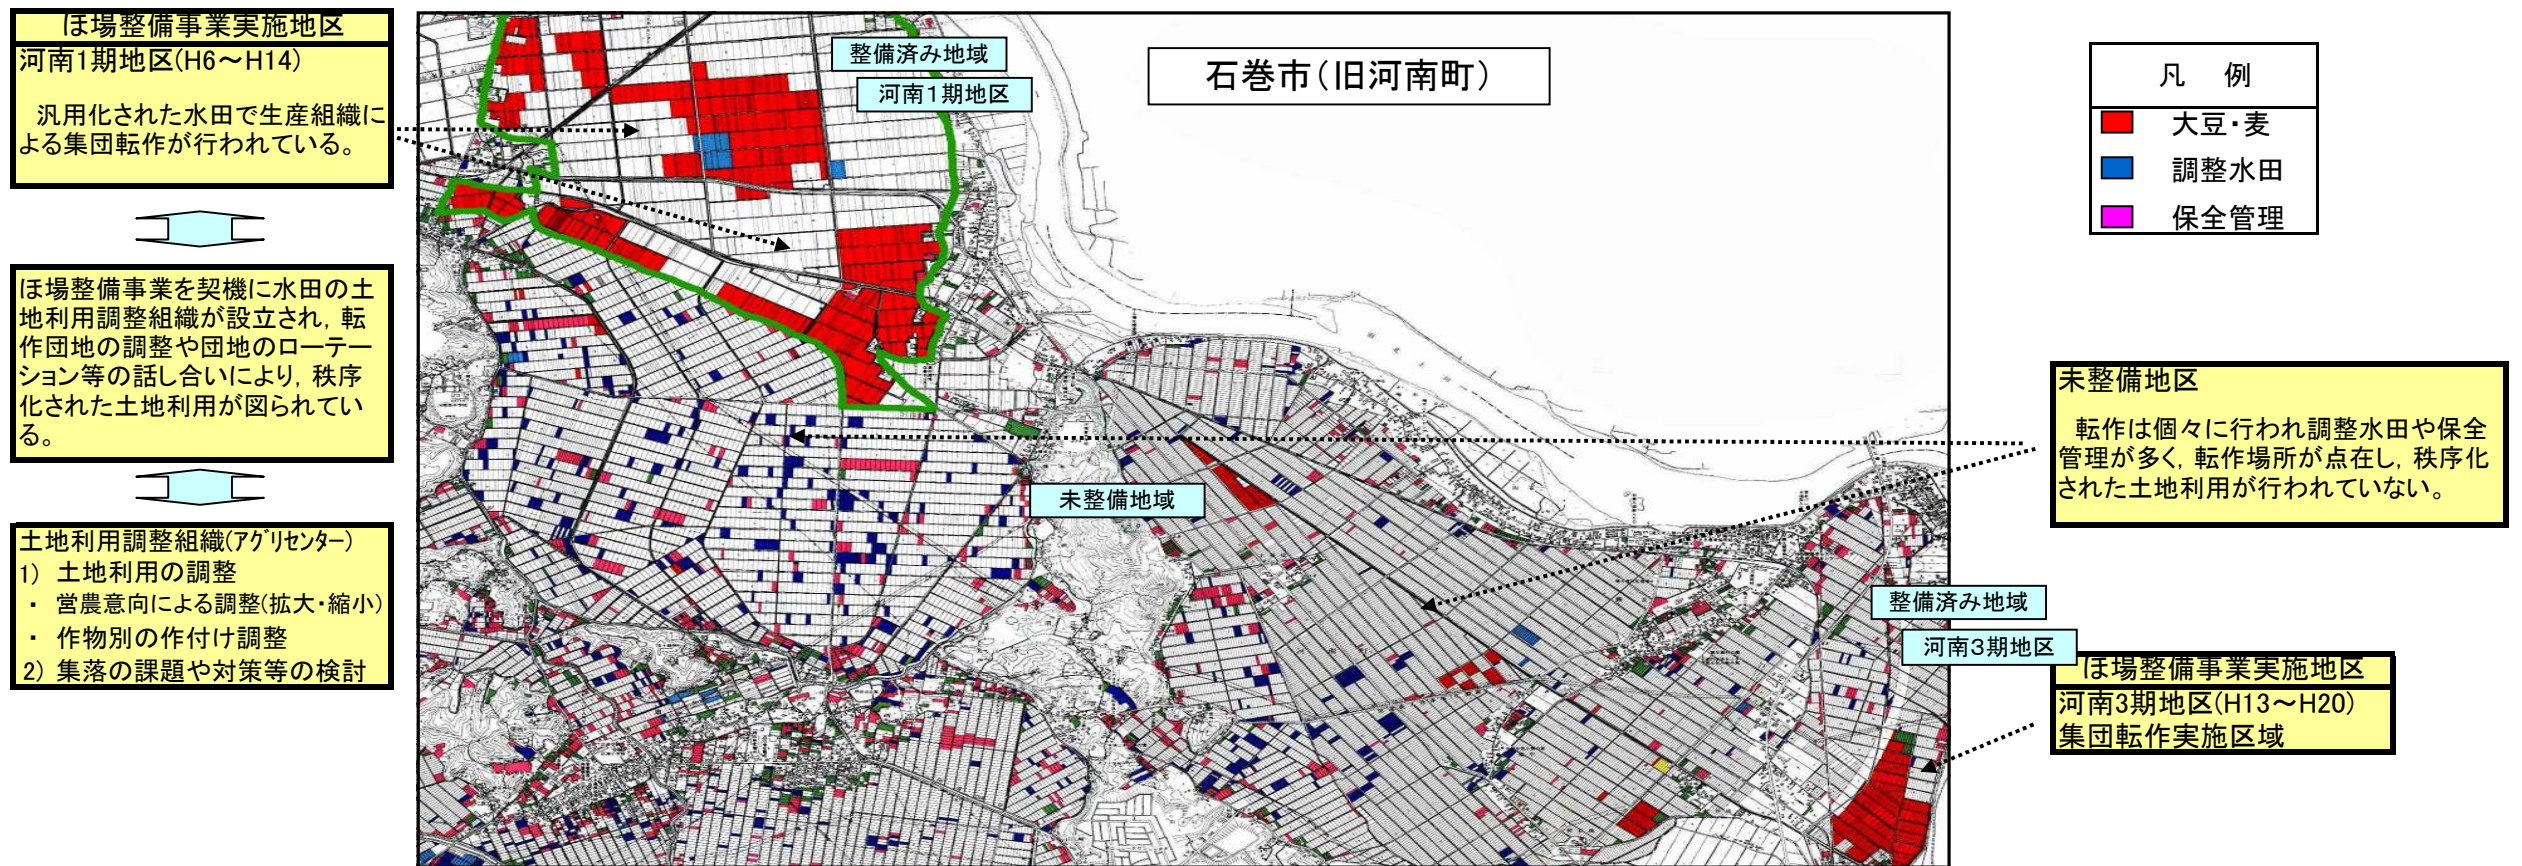 ほ場整備事業実施地区
河南1期地区(H6～H14)
汎用化された水田で生産組織に
よる集団転作が行われている。
ほ場整備事業を契機に水田の土
地利用調整組織が設立され，転
作団地の調整や団地のローテー
ション等の話し合いにより，秩序
化された土地利用が図られてい
る。
土地利用調整組織(アグリセンター)
1) 土地利用の調整
・ 営農意向による調整(拡大・縮小)
・ 作物別の作付け調整
2) 集落の課題や対策等の検討
整備済み地域
河南１期地区
石巻市（旧河南町）
未整備地域
整備済み地域
河南３期地区
凡　例
大豆・麦
調整水田
保全管理
未整備地区
転作は個々に行われ調整水田や保全
管理が多く，転作場所が点在し，秩序化
された土地利用が行われていない。
ほ場整備事業実施地区
河南3期地区(H13～H20)
集団転作実施区域